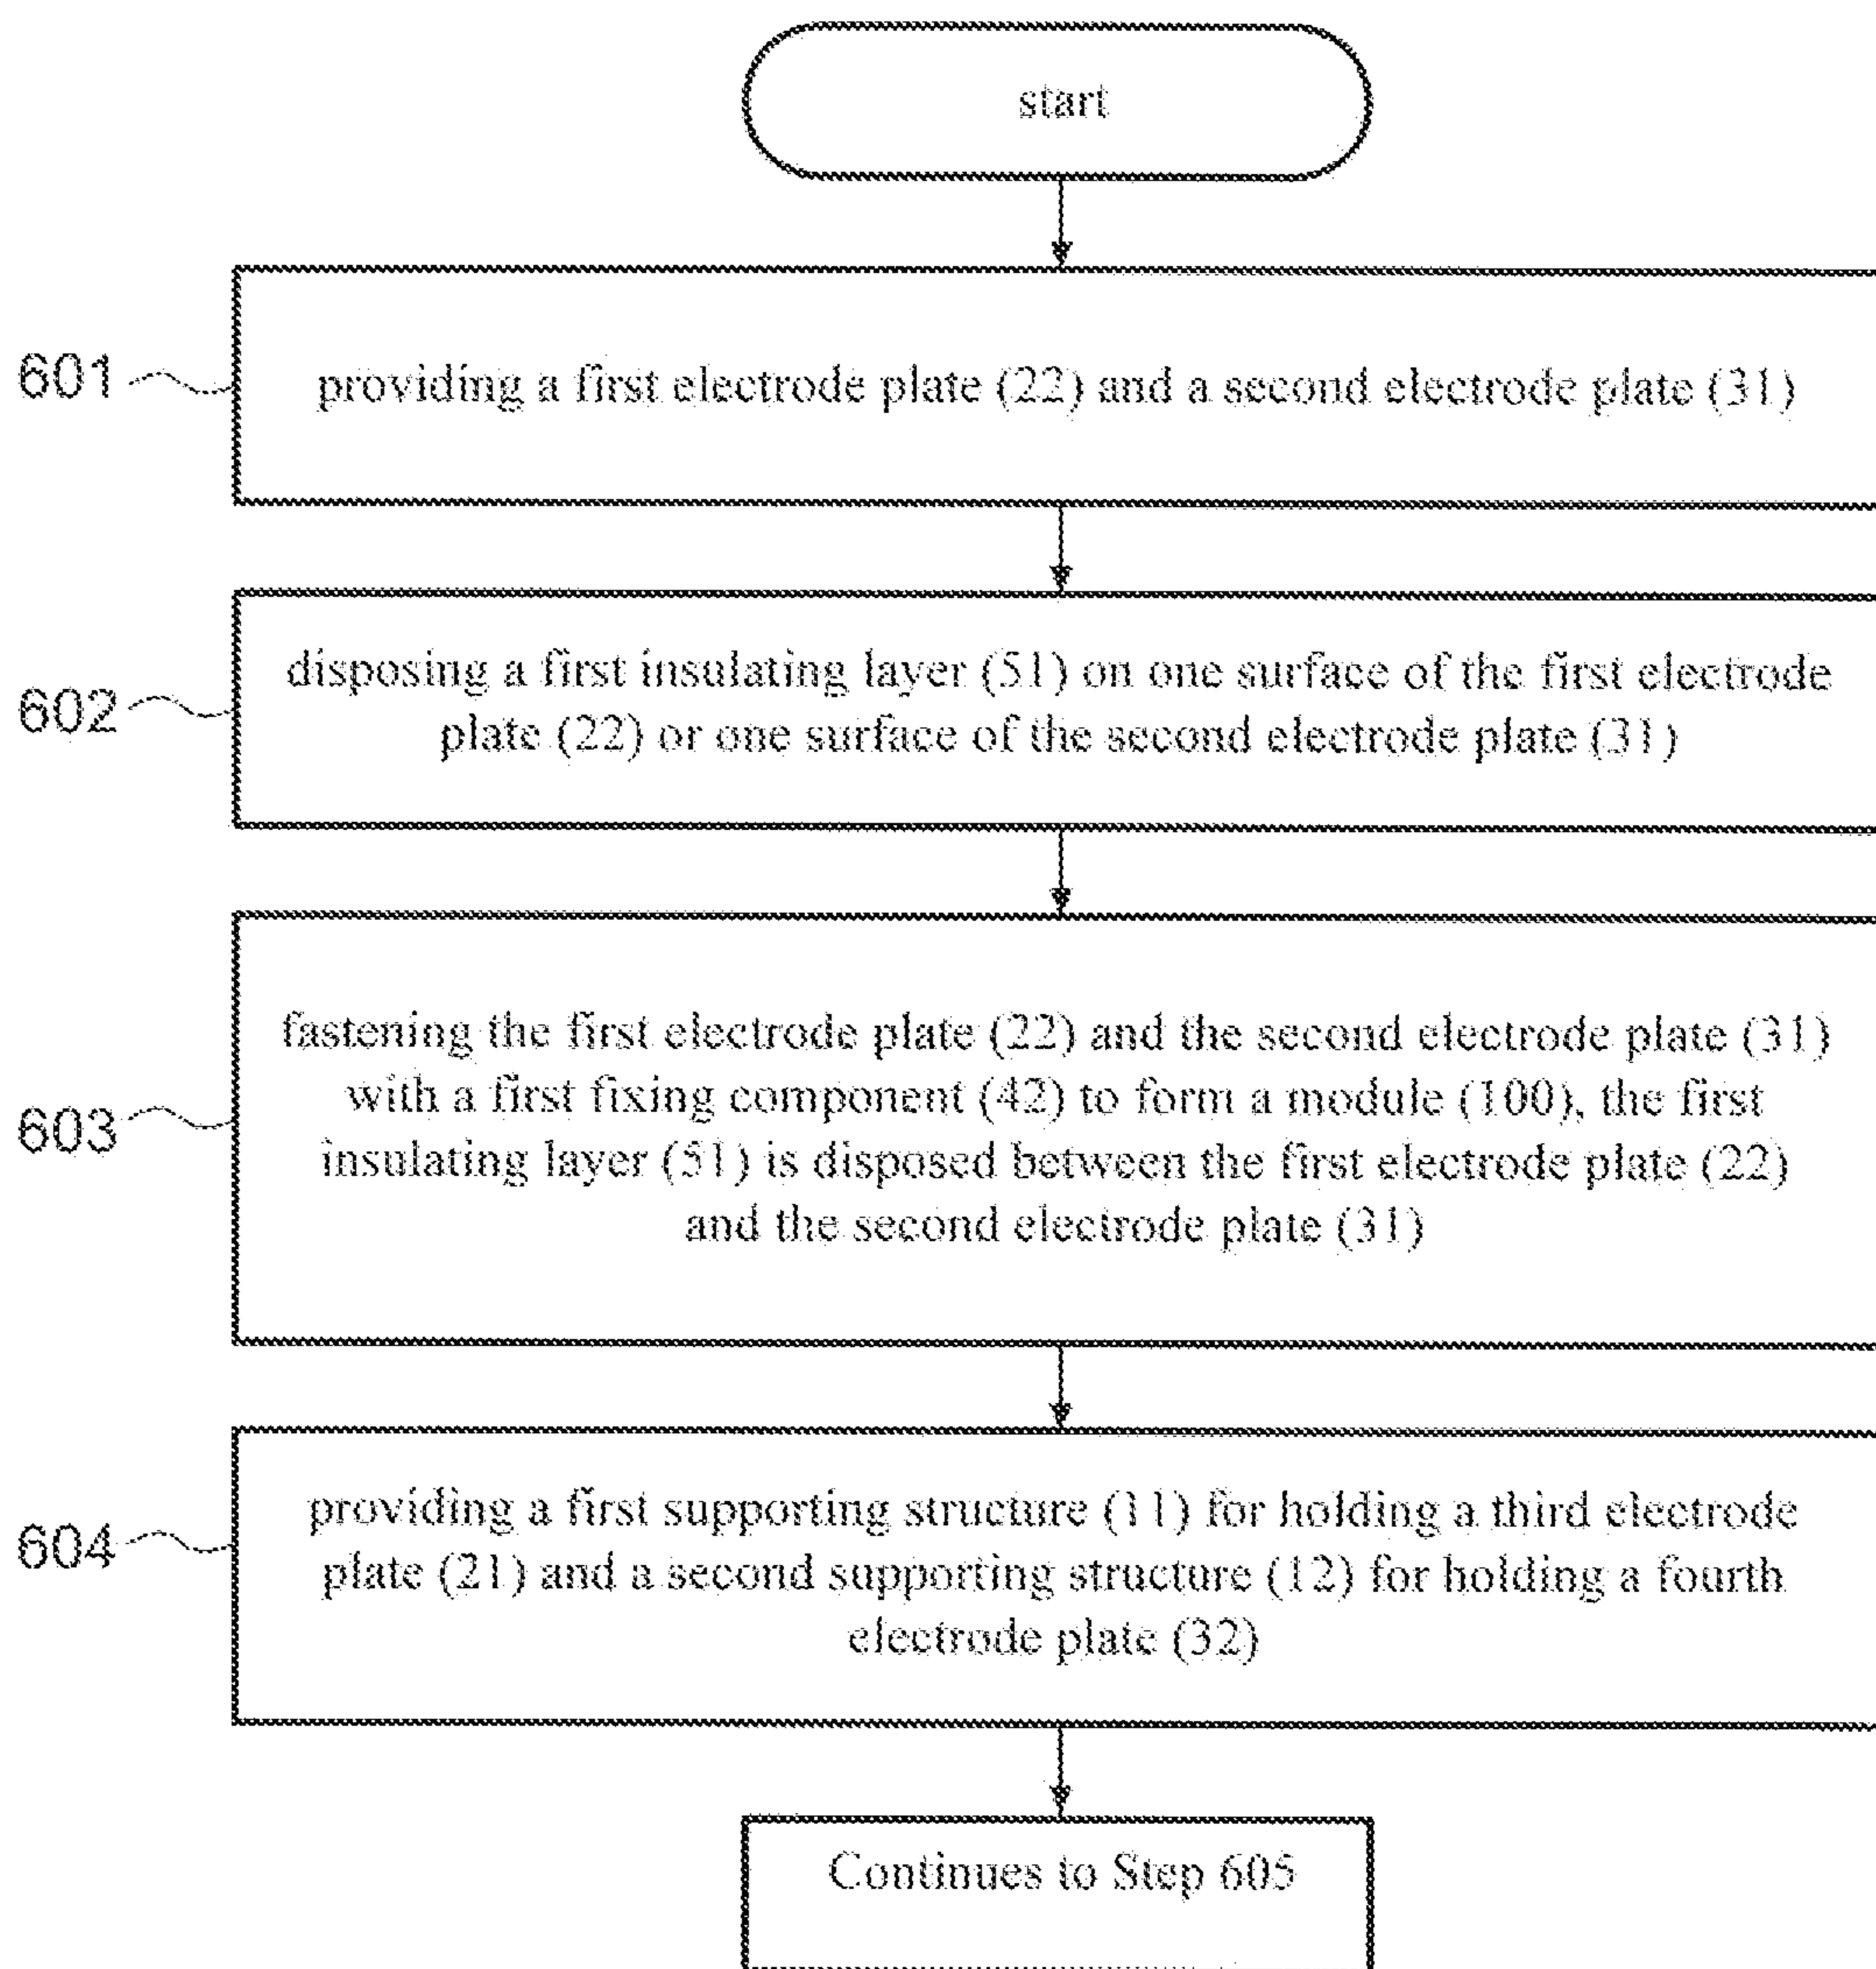 start
601
providing a first electrode plate (22) and a second electrode plate (31)
602
disposing a first insulating layer (51) on one surface of the first electrode
plate (22) or one surface of the second electrode plate (31)
603
fastening the first electrode plate (22) and the second electrode plate (31)
with a first fixing component (42) to form a module (100), the first
insulating layer (51) is disposed between the first electrode plate (22)
and the second electrode plate (31)
604
providing a first supporting structure (11) for holding a third electrode
plate (21) and a second supporting structure (12) for holding a fourth
electrode plate (32)
Continues to Step 605